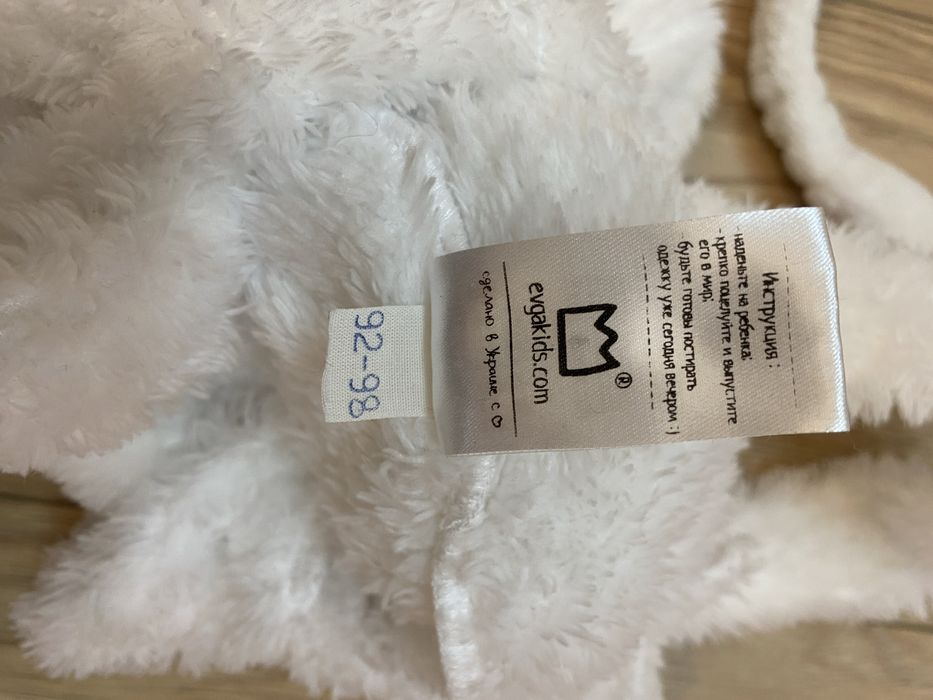 Инструкция :
-наденьте на ребенка;
-крепко поцелуйте и выпустите
его в мир;
-будьте готовы постирать
одежку уже сегодня вечером :)
®
evgakids.com
сделано в Украине с ♡
92-98